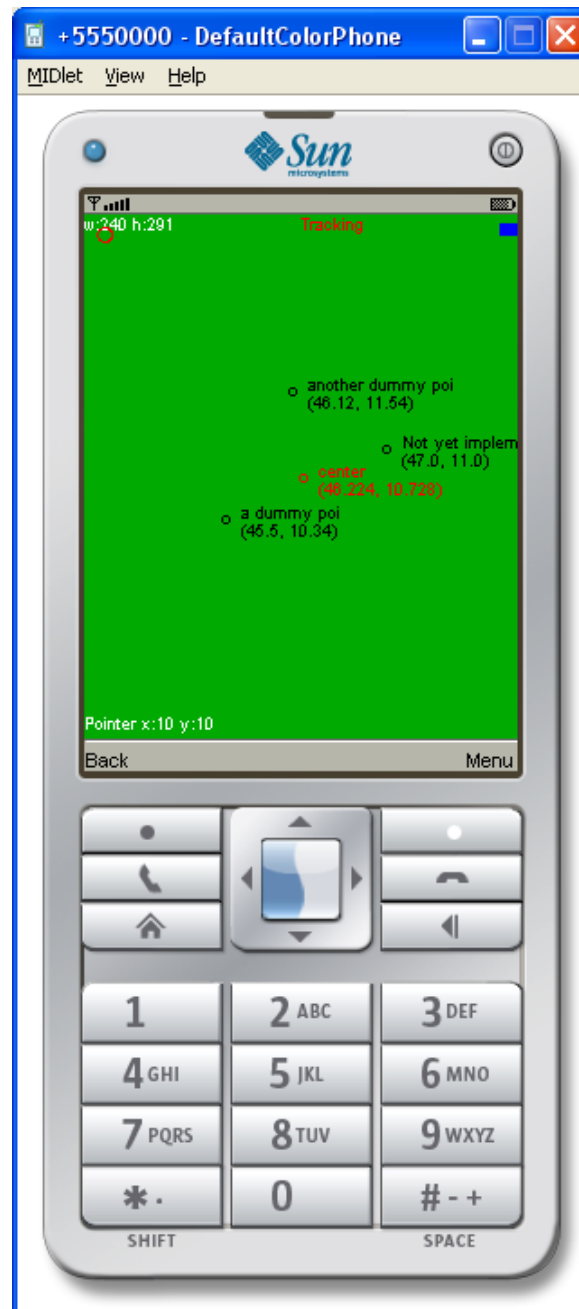 +5550000 - DefaultColorPhone
MIDlet View Help
Sun
microsystems
w:240 h:291
Tracking
another dummy poi
(46.12, 11.54)
Not yet implem
(47.0, 11.0)
center
(46.224, 10.728)
a dummy poi
(45.5, 10.34)
Pointer x:10 y:10
Back
Menu
1
2 ABC
3 DEF
4 GHI
5 JKL
6 MNO
7 PQRS
8 TUV
9 WXYZ
* .
0
# - +
SHIFT
SPACE